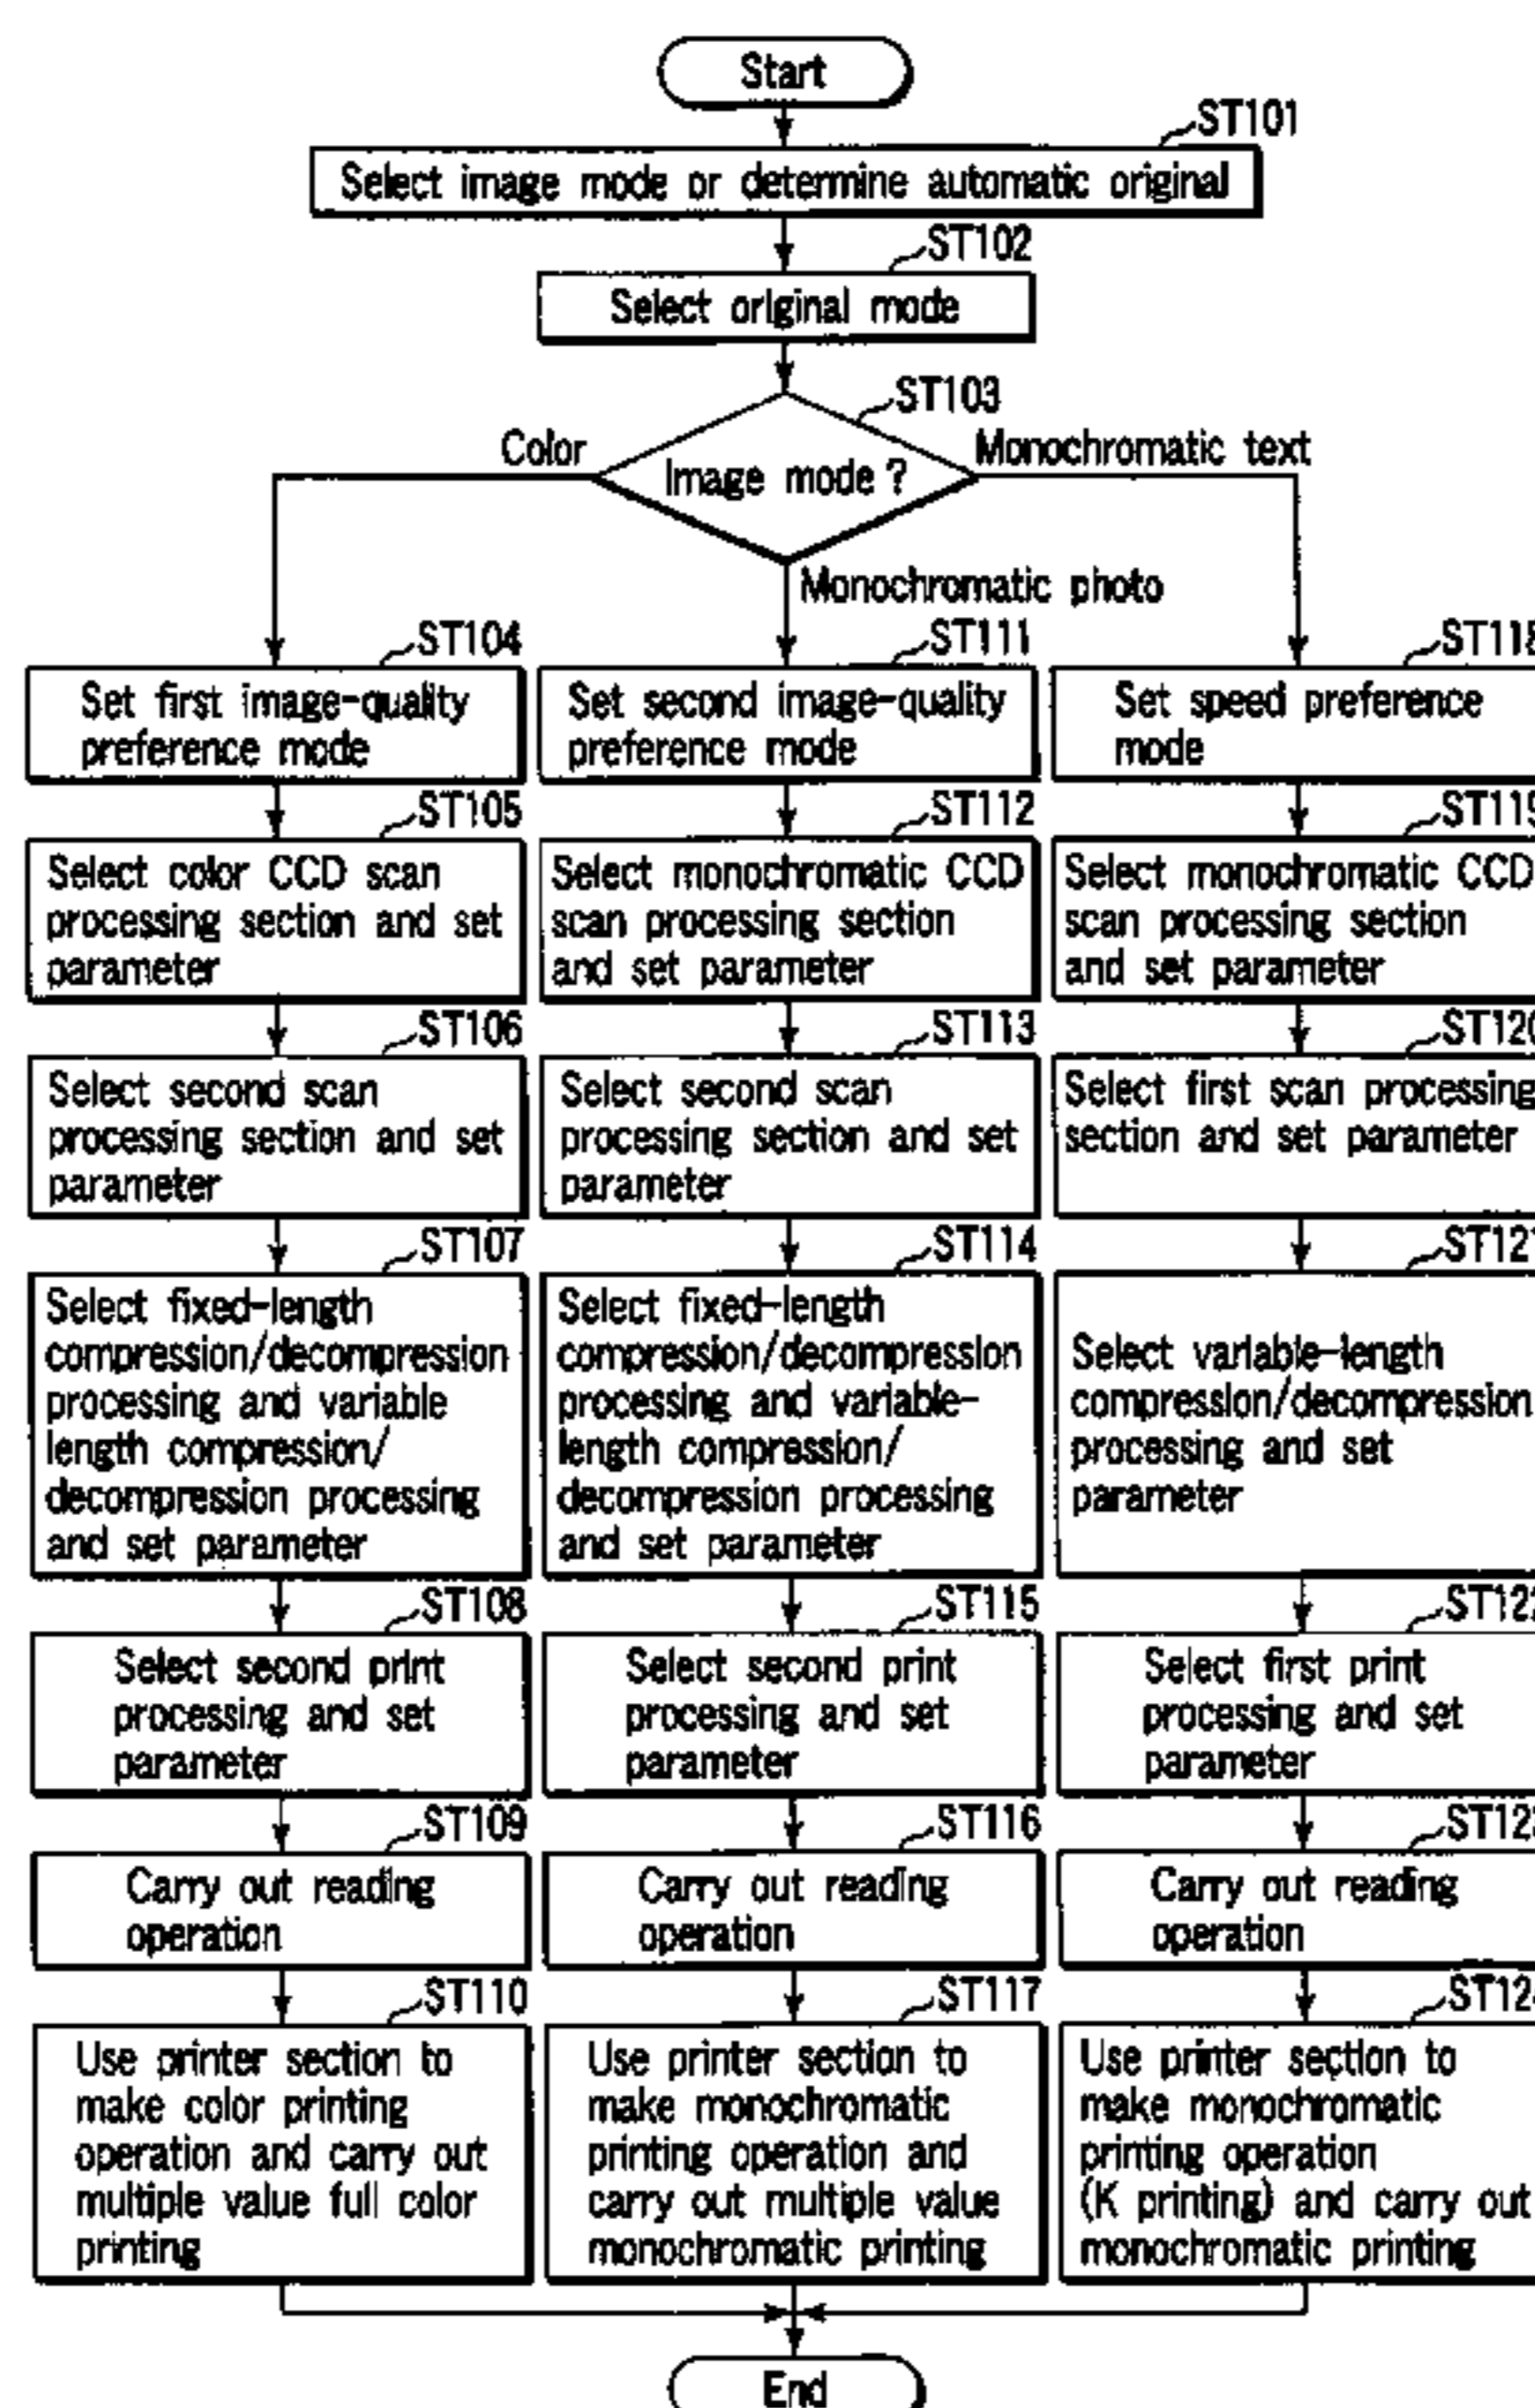 Start
ST101
Select image mode or determine automatic original
ST102
Select original mode
ST103
Color
Image mode ?
Monochromatic text
Monochromatic photo
ST104
Set first image-quality
preference mode
ST105
Select color CCD scan
processing section and set
parameter
ST106
Select second scan
processing section and set
parameter
ST107
Select fixed-length
compression/decompression
processing and variable
length compression/
decompression processing
and set parameter
ST108
Select second print
processing and set
parameter
ST109
Carry out reading
operation
ST110
Use printer section to
make color printing
operation and carry out
multiple value full color
printing
ST111
Set second image-quality
preference mode
ST112
Select monochromatic CCD
scan processing section
and set parameter
ST113
Select second scan
processing section and set
parameter
ST114
Select fixed-length
compression/decompression
processing and variable-
length compression/
decompression processing
and set parameter
ST115
Select second print
processing and set
parameter
ST116
Carry out reading
operation
ST117
Use printer section to
make monochromatic
printing operation and
carry out multiple value
monochromatic printing
ST118
Set speed preference
mode
ST119
Select monochromatic CCD
scan processing section
and set parameter
ST120
Select first scan processing
section and set parameter
ST121
Select variable-length
compression/decompression
processing and set
parameter
ST122
Select first print
processing and set
parameter
ST123
Carry out reading
operation
ST124
Use printer section to
make monochromatic
printing operation
(K printing) and carry out
monochromatic printing
End